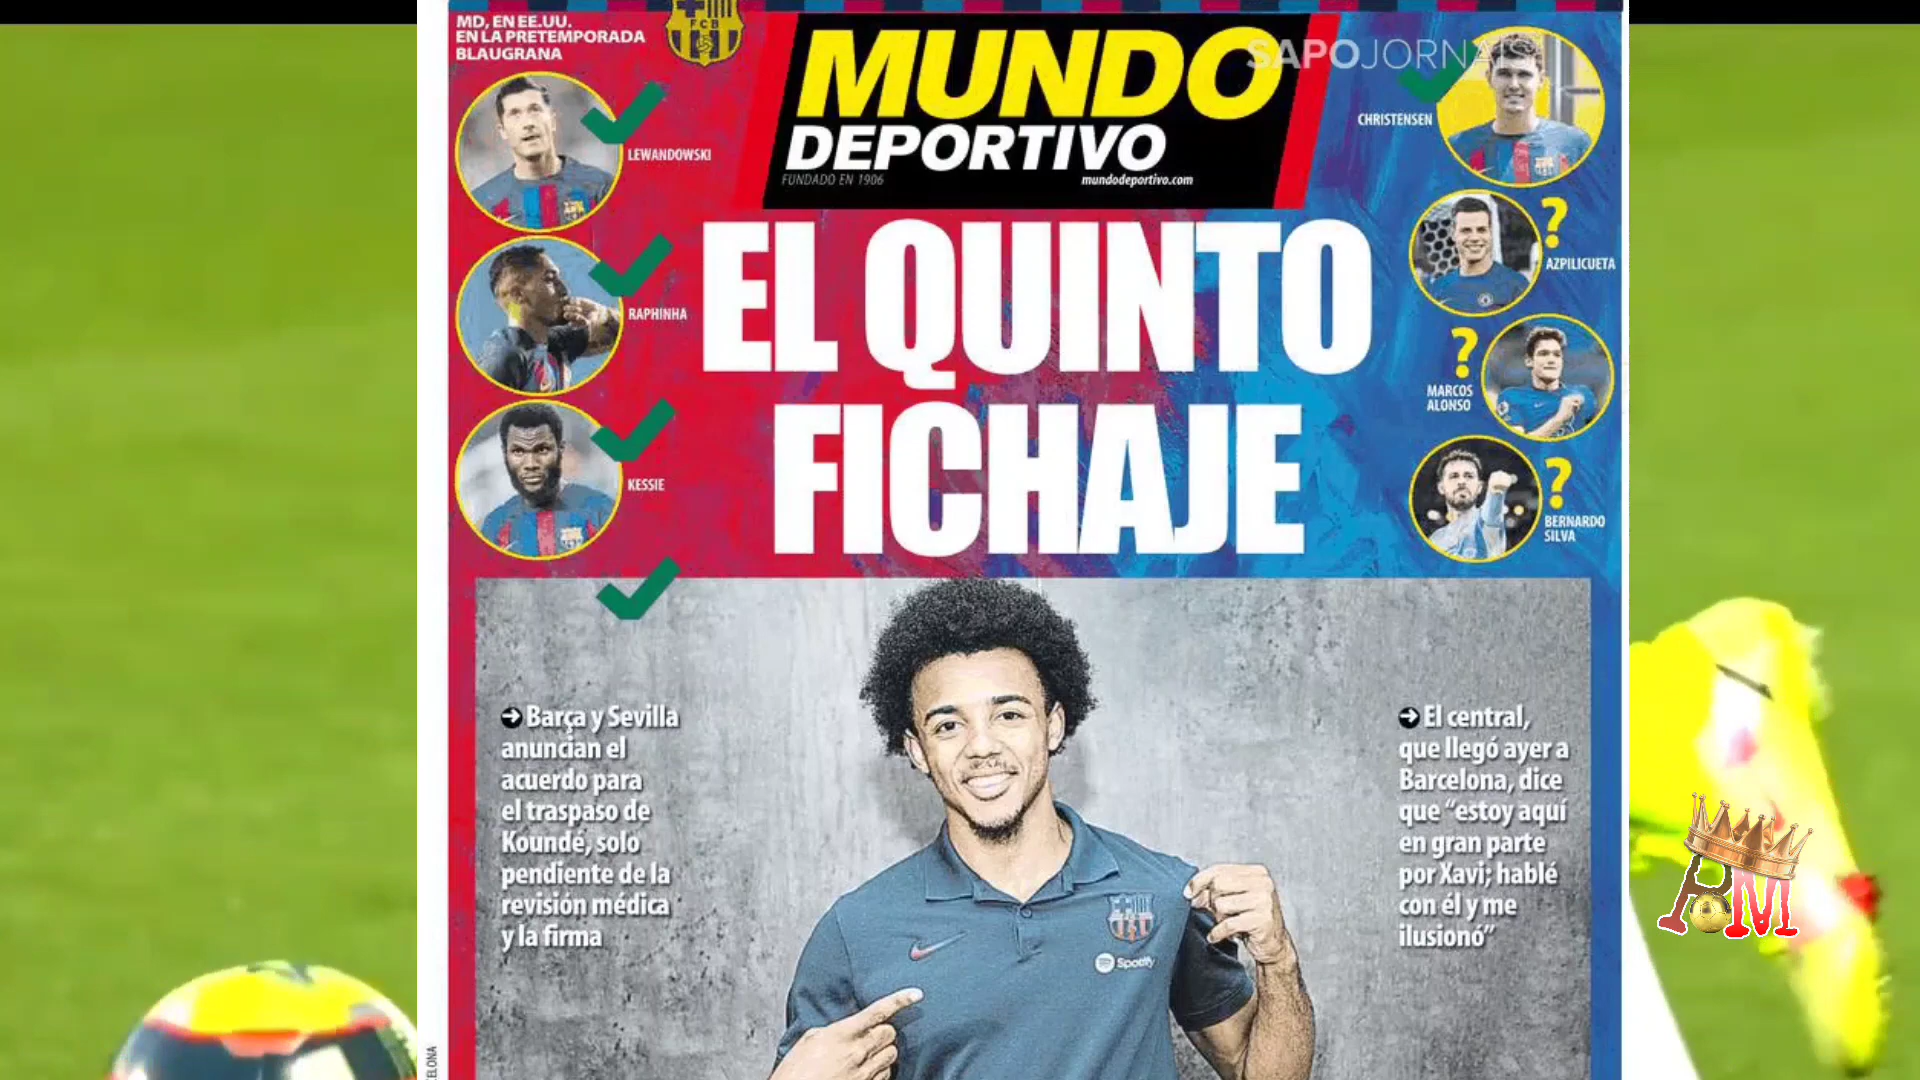 MD, EN EE.UU.
EN LA PRETEMPORADA
BLAUGRANA
FCB
MUNDO
DEPORTIVO
FUNDADO EN 1906
mundodeportivo.com
SAPOJORNAIS
LEWANDOWSKI
RAPHINHA
KESSIE
CHRISTENSEN
?
AZPILICUETA
?
MARCOS
ALONSO
?
BERNARDO
SILVA
EL QUINTO
FICHAJE
Barça y Sevilla
anuncian el
acuerdo para
el traspaso de
Koundé, solo
pendiente de la
revisión médica
y la firma
El central,
que llegó ayer a
Barcelona, dice
que “estoy aquí
en gran parte
por Xavi; hablé
con él y me
ilusionó”
Spotify
RM